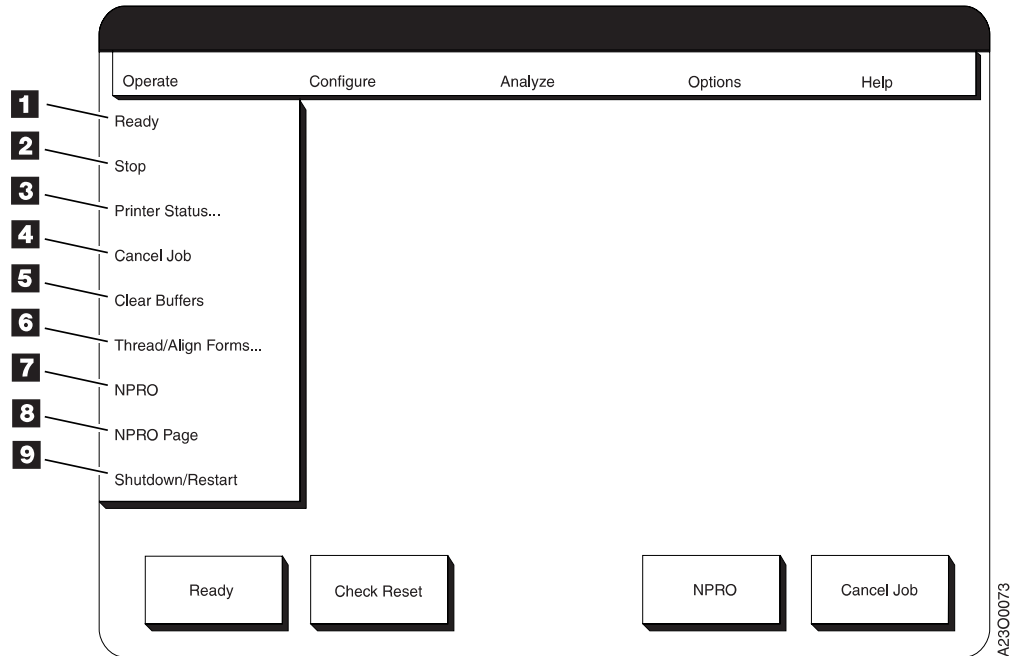 Operate Configure Analyze Options Help
1 Ready
2 Stop
3 Printer Status...
4 Cancel Job
5 Clear Buffers
6 Thread/Align Forms...
7 NPRO
8 NPRO Page
9 Shutdown/Restart
Ready Check Reset NPRO Cancel Job
A23O0073